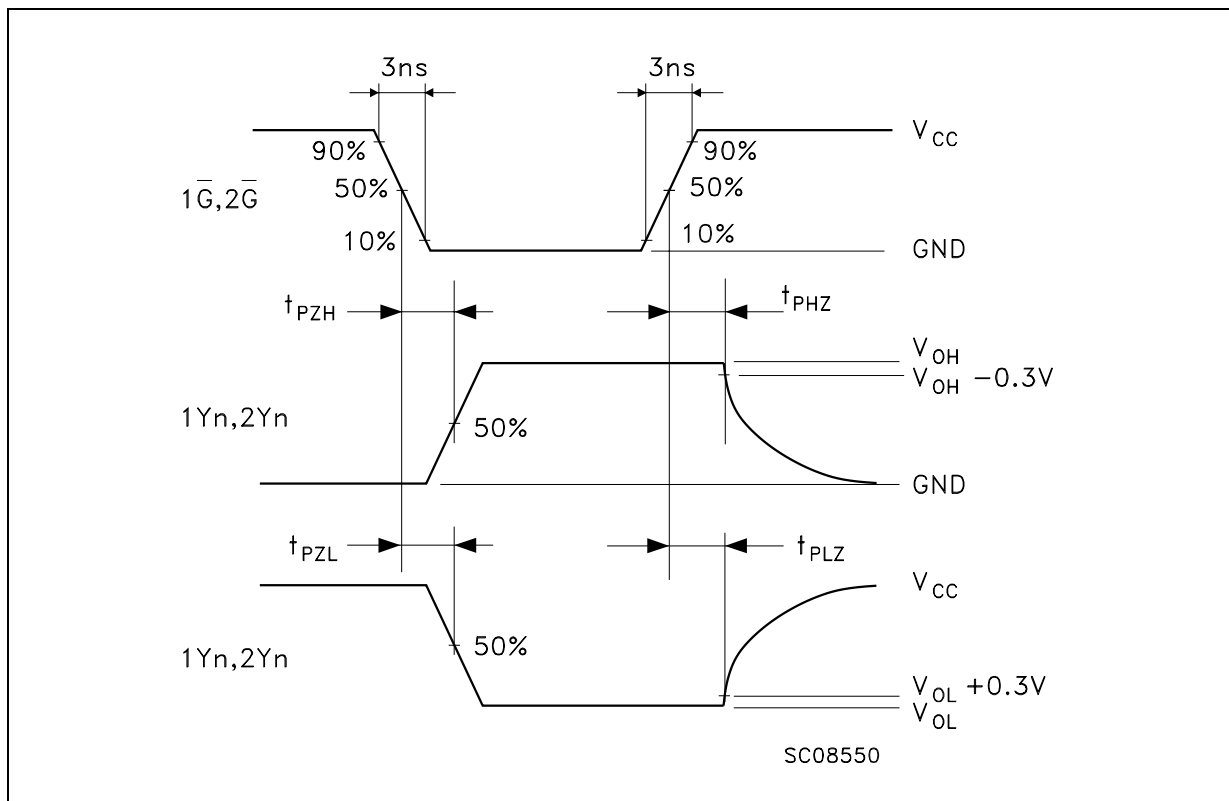 3ns 3ns
V_CC
90% 90%
1G̅,2G̅ 50% 50%
10% 10%
GND
t_PZH t_PHZ
V_OH
V_OH −0.3V
1Yn,2Yn 50%
GND
t_PZL t_PLZ
V_CC
1Yn,2Yn 50%
V_OL +0.3V
V_OL
SC08550